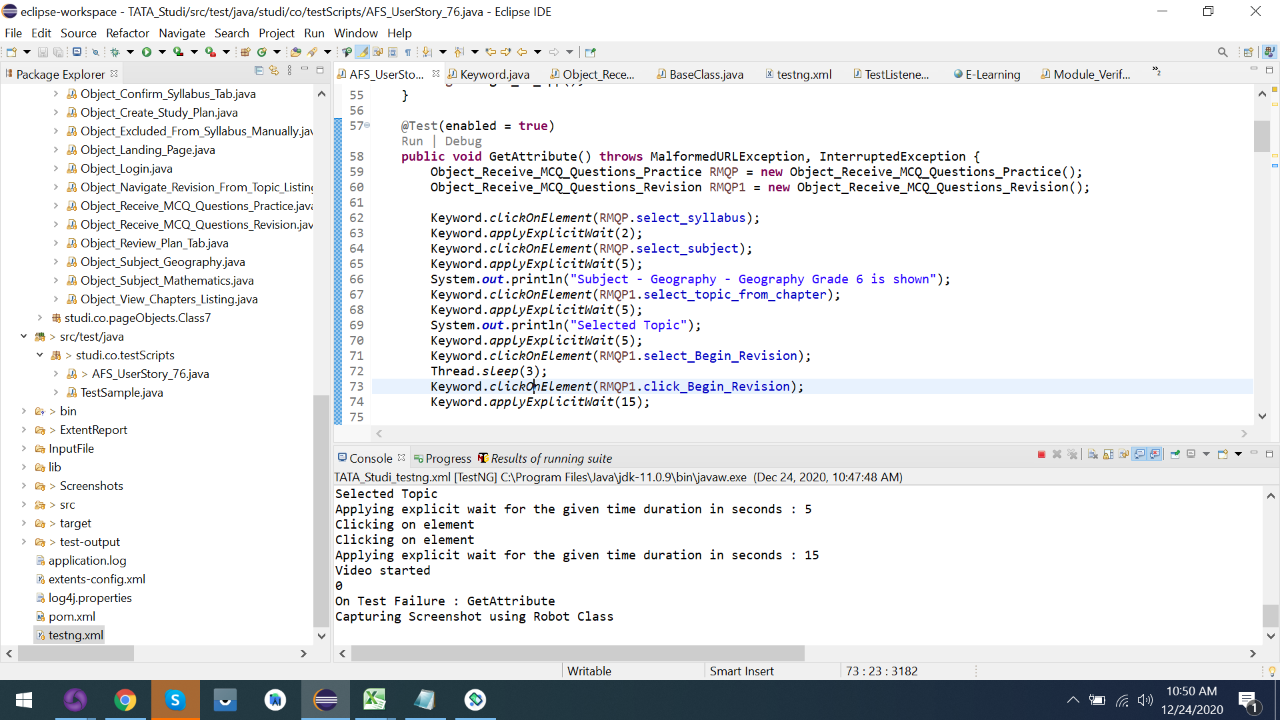 eclipse-workspace - TATA_Studi/src/test/java/studi/co/testScripts/AFS_UserStory_76.java - Eclipse IDE
File Edit Source Refactor Navigate Search Project Run Window Help
Package Explorer
Object_Confirm_Syllabus_Tab.java
Object_Create_Study_Plan.java
Object_Excluded_From_Syllabus_Manually.jav
Object_Landing_Page.java
Object_Login.java
Object_Navigate_Revision_From_Topic_Listing
Object_Receive_MCQ_Questions_Practice.java
Object_Receive_MCQ_Questions_Revision.jav
Object_Review_Plan_Tab.java
Object_Subject_Geography.java
Object_Subject_Mathematics.java
Object_View_Chapters_Listing.java
studi.co.pageObjects.Class7
> src/test/java
> studi.co.testScripts
> AFS_UserStory_76.java
TestSample.java
> bin
> ExtentReport
InputFile
> lib
> Screenshots
> src
> target
> test-output
application.log
extents-config.xml
log4j.properties
pom.xml
testng.xml
AFS_UserSto... Keyword.java Object_Rece... BaseClass.java testng.xml TestListene... E-Learning Module_Verif... »2
55 }
56
57 @Test(enabled = true)
Run | Debug
58 public void GetAttribute() throws MalformedURLException, InterruptedException {
59 Object_Receive_MCQ_Questions_Practice RMQP = new Object_Receive_MCQ_Questions_Practice();
60 Object_Receive_MCQ_Questions_Revision RMQP1 = new Object_Receive_MCQ_Questions_Revision();
61
62 Keyword.clickOnElement(RMQP.select_syllabus);
63 Keyword.applyExplicitWait(2);
64 Keyword.clickOnElement(RMQP.select_subject);
65 Keyword.applyExplicitWait(5);
66 System.out.println("Subject - Geography - Geography Grade 6 is shown");
67 Keyword.clickOnElement(RMQP1.select_topic_from_chapter);
68 Keyword.applyExplicitWait(5);
69 System.out.println("Selected Topic");
70 Keyword.applyExplicitWait(5);
71 Keyword.clickOnElement(RMQP1.select_Begin_Revision);
72 Thread.sleep(3);
73 Keyword.clickOnElement(RMQP1.click_Begin_Revision);
74 Keyword.applyExplicitWait(15);
75
Console Progress Results of running suite
TATA_Studi_testng.xml [TestNG] C:\Program Files\Java\jdk-11.0.9\bin\javaw.exe (Dec 24, 2020, 10:47:48 AM)
Selected Topic
Applying explicit wait for the given time duration in seconds : 5
Clicking on element
Clicking on element
Applying explicit wait for the given time duration in seconds : 15
Video started
0
On Test Failure : GetAttribute
Capturing Screenshot using Robot Class
Writable Smart Insert 73 : 23 : 3182
10:50 AM
12/24/2020
1